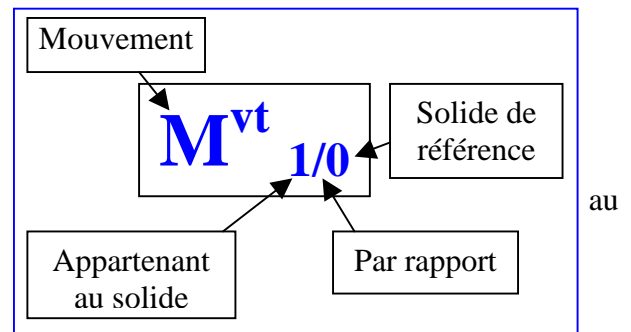 Mouvement
Mvt 1/0
Solide de
référence
au
Appartenant
au solide
Par rapport